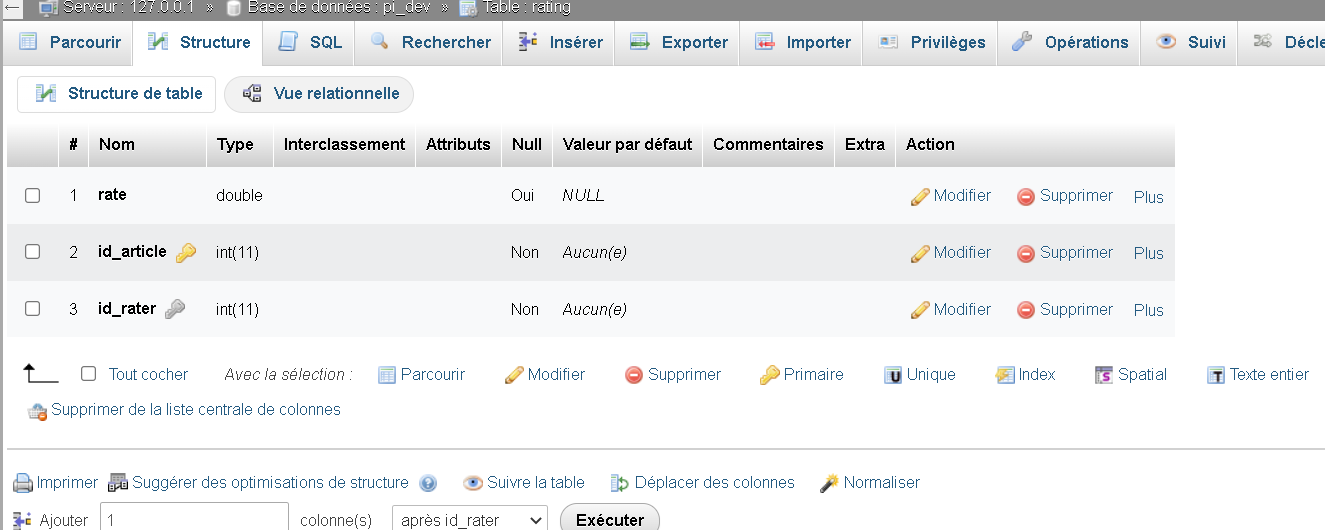 Serveur : 127.0.0.1 » Base de données : pi_dev » Table : rating
Parcourir Structure SQL Rechercher Insérer Exporter Importer Privilèges Opérations Suivi Décle
Structure de table Vue relationnelle
# Nom Type Interclassement Attributs Null Valeur par défaut Commentaires Extra Action
1 rate double Oui NULL Modifier Supprimer Plus
2 id_article int(11) Non Aucun(e) Modifier Supprimer Plus
3 id_rater int(11) Non Aucun(e) Modifier Supprimer Plus
Tout cocher Avec la sélection : Parcourir Modifier Supprimer Primaire Unique Index Spatial Texte entier
Supprimer de la liste centrale de colonnes
Imprimer Suggérer des optimisations de structure Suivre la table Déplacer des colonnes Normaliser
Ajouter 1 colonne(s) après id_rater Exécuter